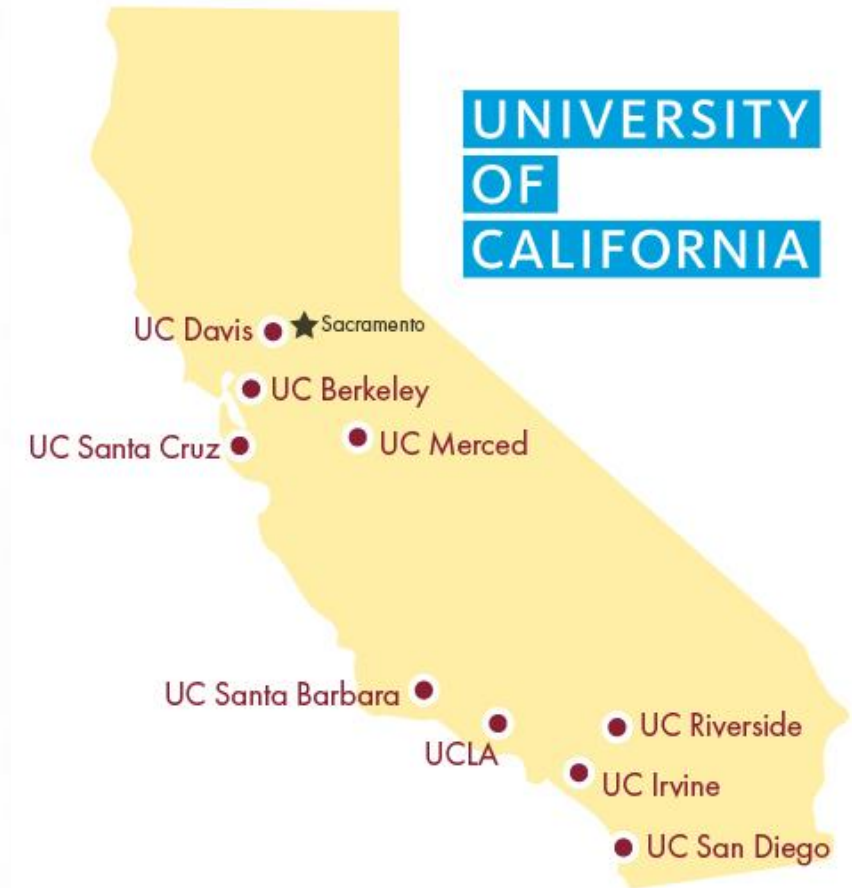 UNIVERSITY
OF
CALIFORNIA
UC Davis
Sacramento
UC Berkeley
UC Santa Cruz
UC Merced
UC Santa Barbara
UCLA
UC Riverside
UC Irvine
UC San Diego